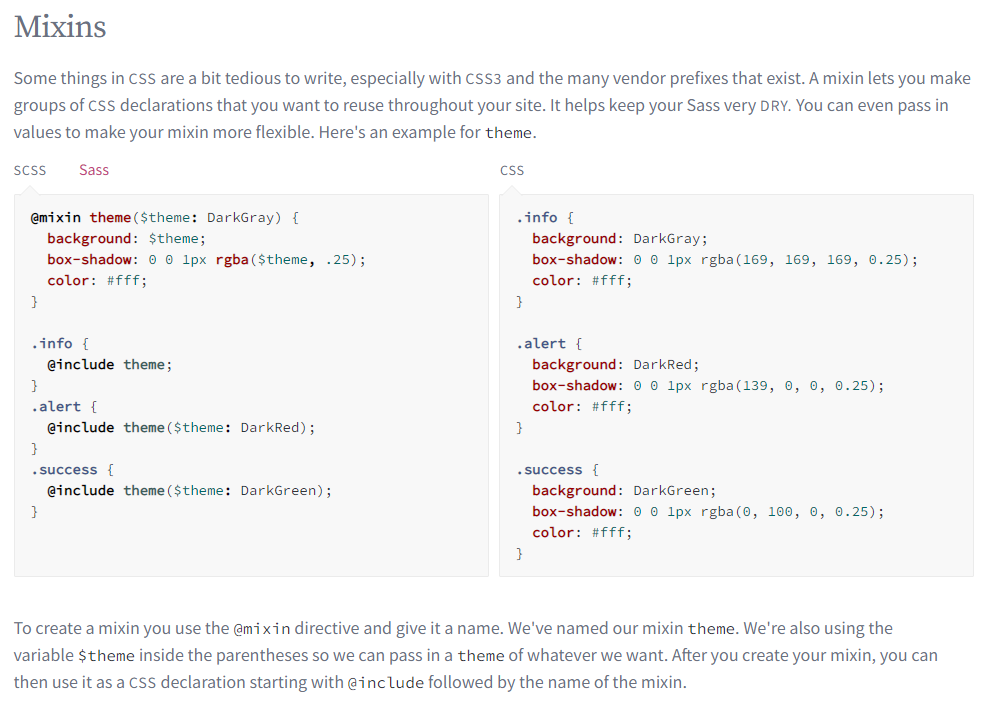 Mixins
Some things in CSS are a bit tedious to write, especially with CSS3 and the many vendor prefixes that exist. A mixin lets you make
groups of CSS declarations that you want to reuse throughout your site. It helps keep your Sass very DRY. You can even pass in
values to make your mixin more flexible. Here's an example for theme.
SCSS Sass
@mixin theme($theme: DarkGray) {
  background: $theme;
  box-shadow: 0 0 1px rgba($theme, .25);
  color: #fff;
}

.info {
  @include theme;
}
.alert {
  @include theme($theme: DarkRed);
}
.success {
  @include theme($theme: DarkGreen);
}
CSS
.info {
  background: DarkGray;
  box-shadow: 0 0 1px rgba(169, 169, 169, 0.25);
  color: #fff;
}

.alert {
  background: DarkRed;
  box-shadow: 0 0 1px rgba(139, 0, 0, 0.25);
  color: #fff;
}

.success {
  background: DarkGreen;
  box-shadow: 0 0 1px rgba(0, 100, 0, 0.25);
  color: #fff;
}
To create a mixin you use the @mixin directive and give it a name. We've named our mixin theme. We're also using the
variable $theme inside the parentheses so we can pass in a theme of whatever we want. After you create your mixin, you can
then use it as a CSS declaration starting with @include followed by the name of the mixin.